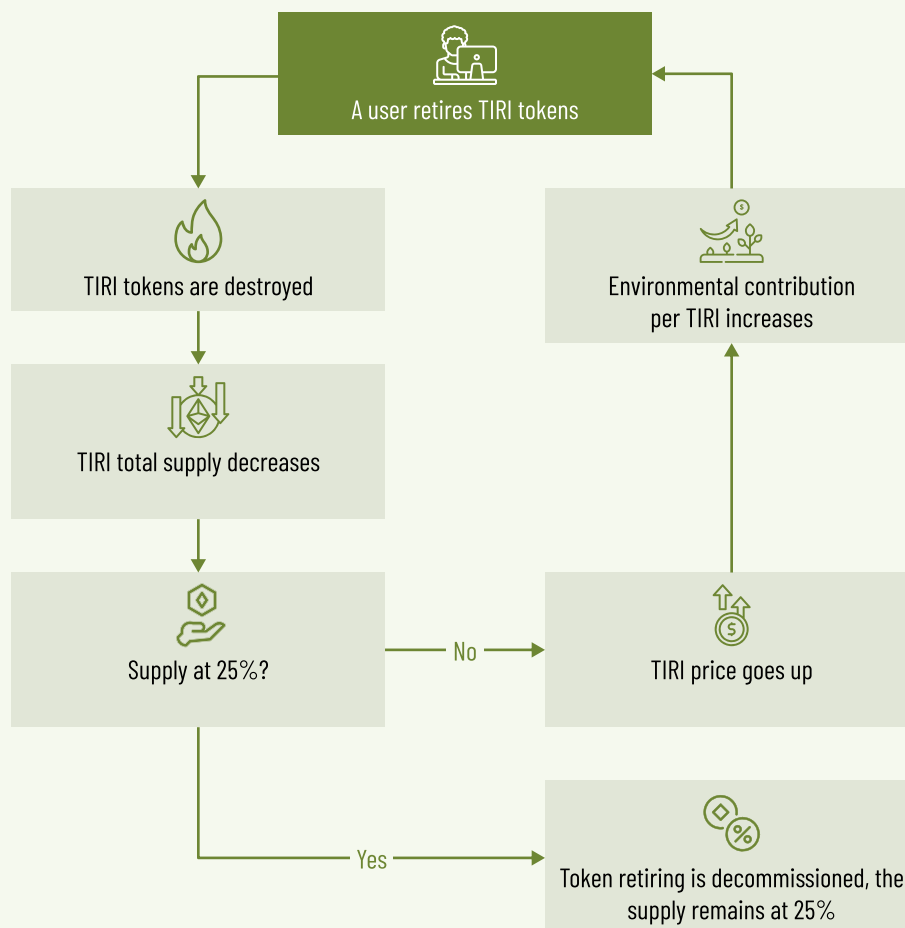 A user retires TIRI tokens
TIRI tokens are destroyed
Environmental contribution
per TIRI increases
TIRI total supply decreases
Supply at 25%?
No
TIRI price goes up
Yes
Token retiring is decommissioned, the
supply remains at 25%